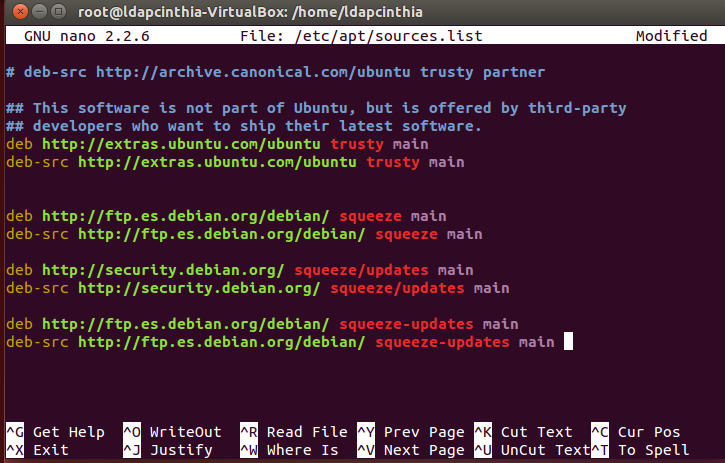 root@ldapcinthia-VirtualBox: /home/ldapcinthia
GNU nano 2.2.6 File: /etc/apt/sources.list Modified
# deb-src http://archive.canonical.com/ubuntu trusty partner
## This software is not part of Ubuntu, but is offered by third-party
## developers who want to ship their latest software.
deb http://extras.ubuntu.com/ubuntu trusty main
deb-src http://extras.ubuntu.com/ubuntu trusty main
deb http://ftp.es.debian.org/debian/ squeeze main
deb-src http://ftp.es.debian.org/debian/ squeeze main
deb http://security.debian.org/ squeeze/updates main
deb-src http://security.debian.org/ squeeze/updates main
deb http://ftp.es.debian.org/debian/ squeeze-updates main
deb-src http://ftp.es.debian.org/debian/ squeeze-updates main
^G Get Help ^O WriteOut ^R Read File ^Y Prev Page ^K Cut Text ^C Cur Pos
^X Exit ^J Justify ^W Where Is ^V Next Page ^U UnCut Text ^T To Spell